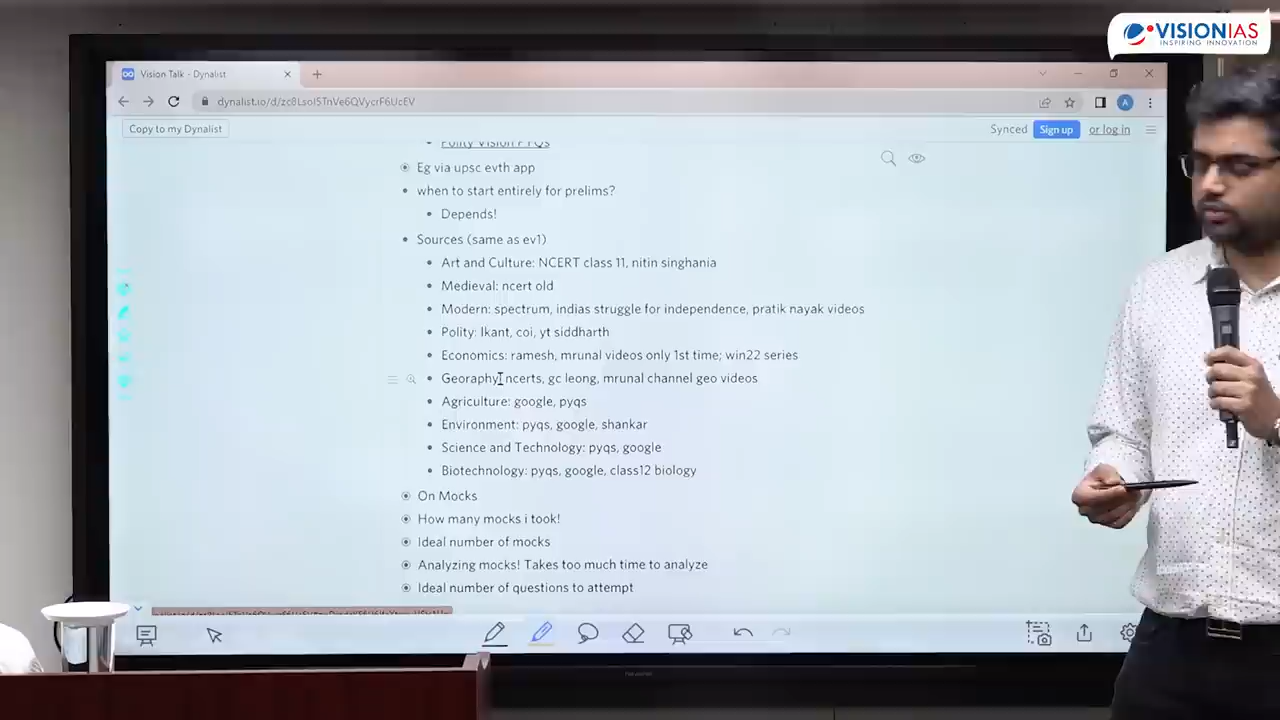 VISIONIAS
INSPIRING INNOVATION
Vision Talk - Dynalist
dynalist.io/d/zc8LsoI5TnVe6QVycrF6UcEV
A
Copy to my Dynalist
Synced
Sign up
or log in
Polity Vision PYQs
Eg via upsc evth app
when to start entirely for prelims?
Depends!
Sources (same as ev1)
Art and Culture: NCERT class 11, nitin singhania
Medieval: ncert old
Modern: spectrum, indias struggle for independence, pratik nayak videos
Polity: lkant, coi, yt siddharth
Economics: ramesh, mrunal videos only 1st time; win22 series
Georaphy ncerts, gc leong, mrunal channel geo videos
Agriculture: google, pyqs
Environment: pyqs, google, shankar
Science and Technology: pyqs, google
Biotechnology: pyqs, google, class12 biology
On Mocks
How many mocks i took!
Ideal number of mocks
Analyzing mocks! Takes too much time to analyze
Ideal number of questions to attempt